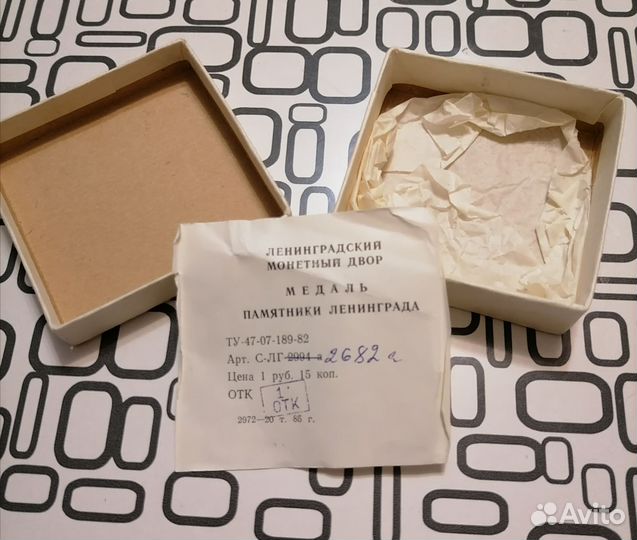 ЛЕНИНГРАДСКИЙ
МОНЕТНЫЙ ДВОР
МЕДАЛЬ
ПАМЯТНИКИ ЛЕНИНГРАДА
ТУ-47-07-189-82
Арт. С-ЛГ-2994-а 2682 а
Цена 1 руб. 15 коп.
ОТК 1
ОТК
2972—20 т. 85 г.
Avito